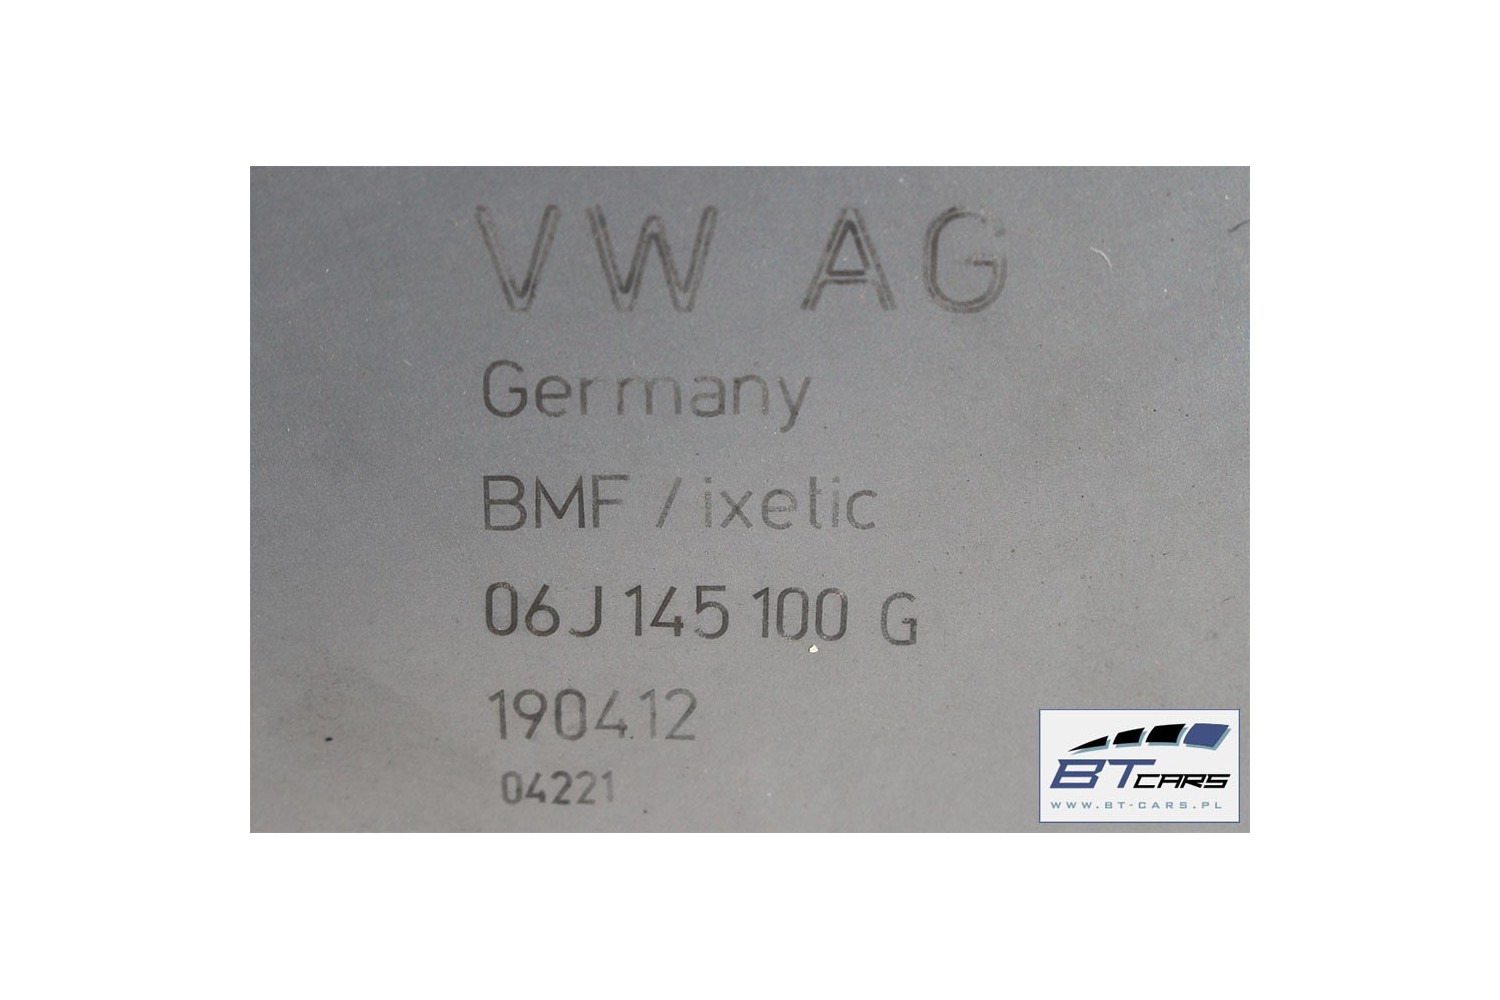 VW AG
Germany
BMF / ixetic
06J 145 100 G
190412
04221
BT CARS
WWW.BT-CARS.PL